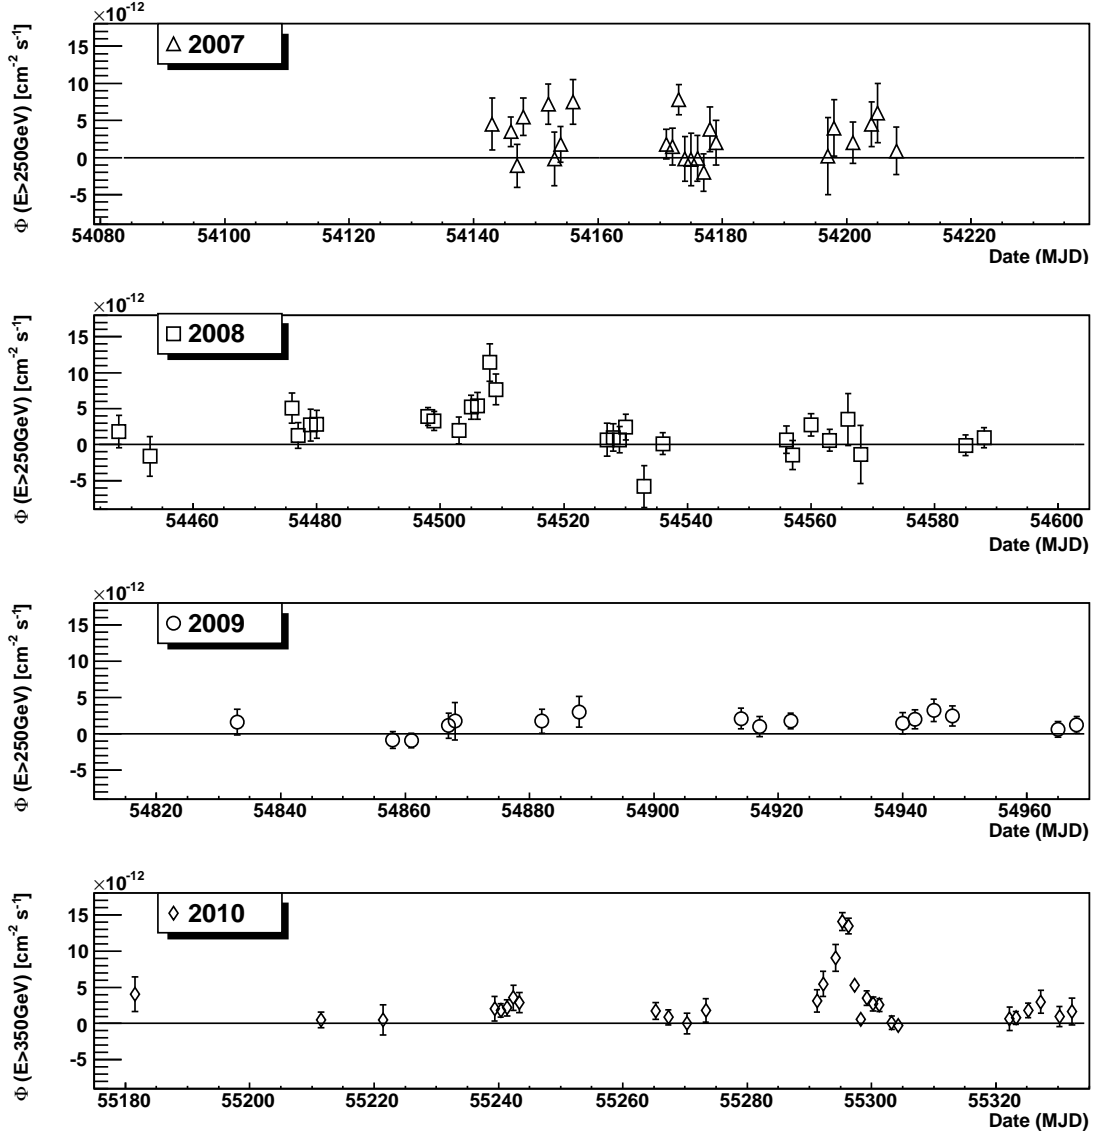 ×10⁻¹²
Φ (E>250GeV) [cm⁻² s⁻¹]
2007
15
10
5
0
-5
54080 54100 54120 54140 54160 54180 54200 54220
Date (MJD)
×10⁻¹²
Φ (E>250GeV) [cm⁻² s⁻¹]
2008
15
10
5
0
-5
54460 54480 54500 54520 54540 54560 54580 54600
Date (MJD)
×10⁻¹²
Φ (E>250GeV) [cm⁻² s⁻¹]
2009
15
10
5
0
-5
54820 54840 54860 54880 54900 54920 54940 54960
Date (MJD)
×10⁻¹²
Φ (E>350GeV) [cm⁻² s⁻¹]
2010
15
10
5
0
-5
55180 55200 55220 55240 55260 55280 55300 55320
Date (MJD)